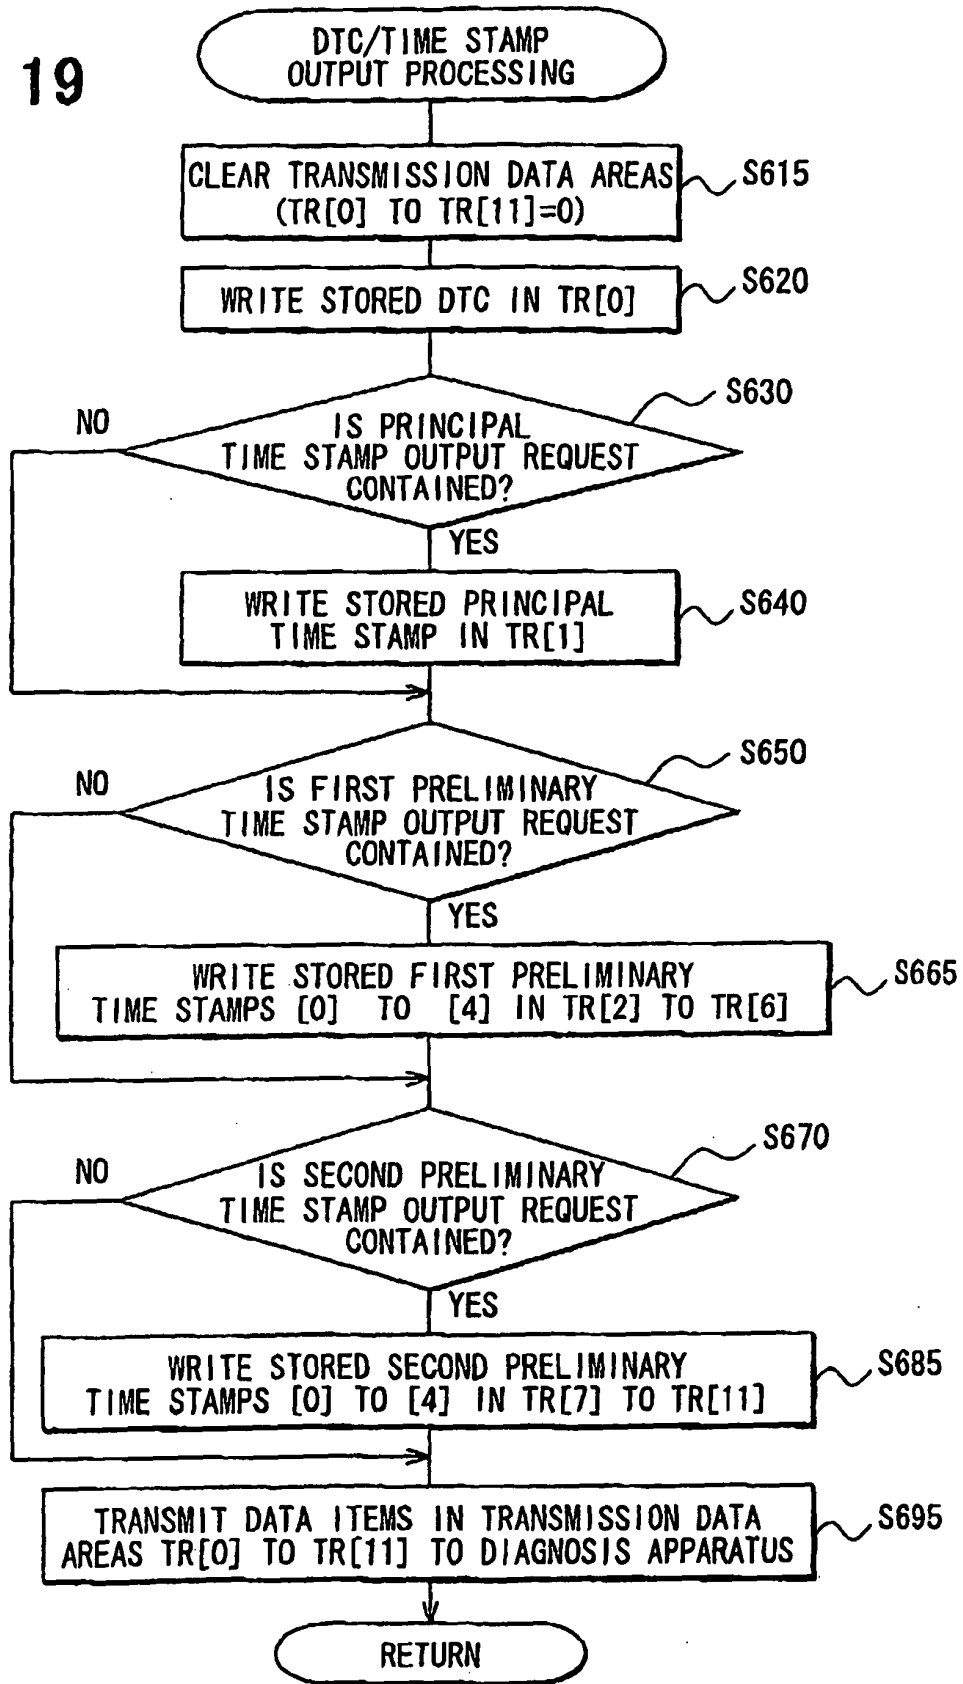 19
DTC/TIME STAMP
OUTPUT PROCESSING
CLEAR TRANSMISSION DATA AREAS
(TR[0] TO TR[11]=0)
S615
WRITE STORED DTC IN TR[0]
S620
IS PRINCIPAL
TIME STAMP OUTPUT REQUEST
CONTAINED?
S630
NO
YES
WRITE STORED PRINCIPAL
TIME STAMP IN TR[1]
S640
IS FIRST PRELIMINARY
TIME STAMP OUTPUT REQUEST
CONTAINED?
S650
NO
YES
WRITE STORED FIRST PRELIMINARY
TIME STAMPS [0] TO [4] IN TR[2] TO TR[6]
S665
IS SECOND PRELIMINARY
TIME STAMP OUTPUT REQUEST
CONTAINED?
S670
NO
YES
WRITE STORED SECOND PRELIMINARY
TIME STAMPS [0] TO [4] IN TR[7] TO TR[11]
S685
TRANSMIT DATA ITEMS IN TRANSMISSION DATA
AREAS TR[0] TO TR[11] TO DIAGNOSIS APPARATUS
S695
RETURN